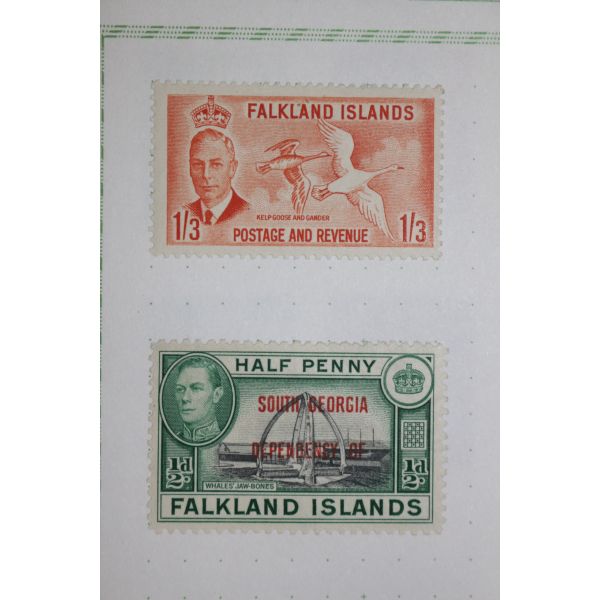 FALKLAND ISLANDS
KELP GOOSE AND GANDER
1/3 POSTAGE AND REVENUE 1/3
HALF PENNY
SOUTH GEORGIA
DEPENDENCY OF
½d. ½d.
WHALES' JAW-BONES
FALKLAND ISLANDS